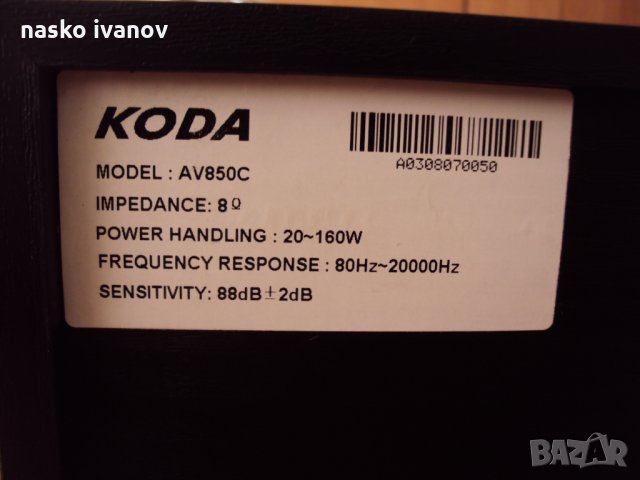 nasko ivanov
KODA
A0308070050
MODEL : AV850C
IMPEDANCE: 8Ω
POWER HANDLING : 20~160W
FREQUENCY RESPONSE : 80Hz~20000Hz
SENSITIVITY: 88dB±2dB
BAZAR